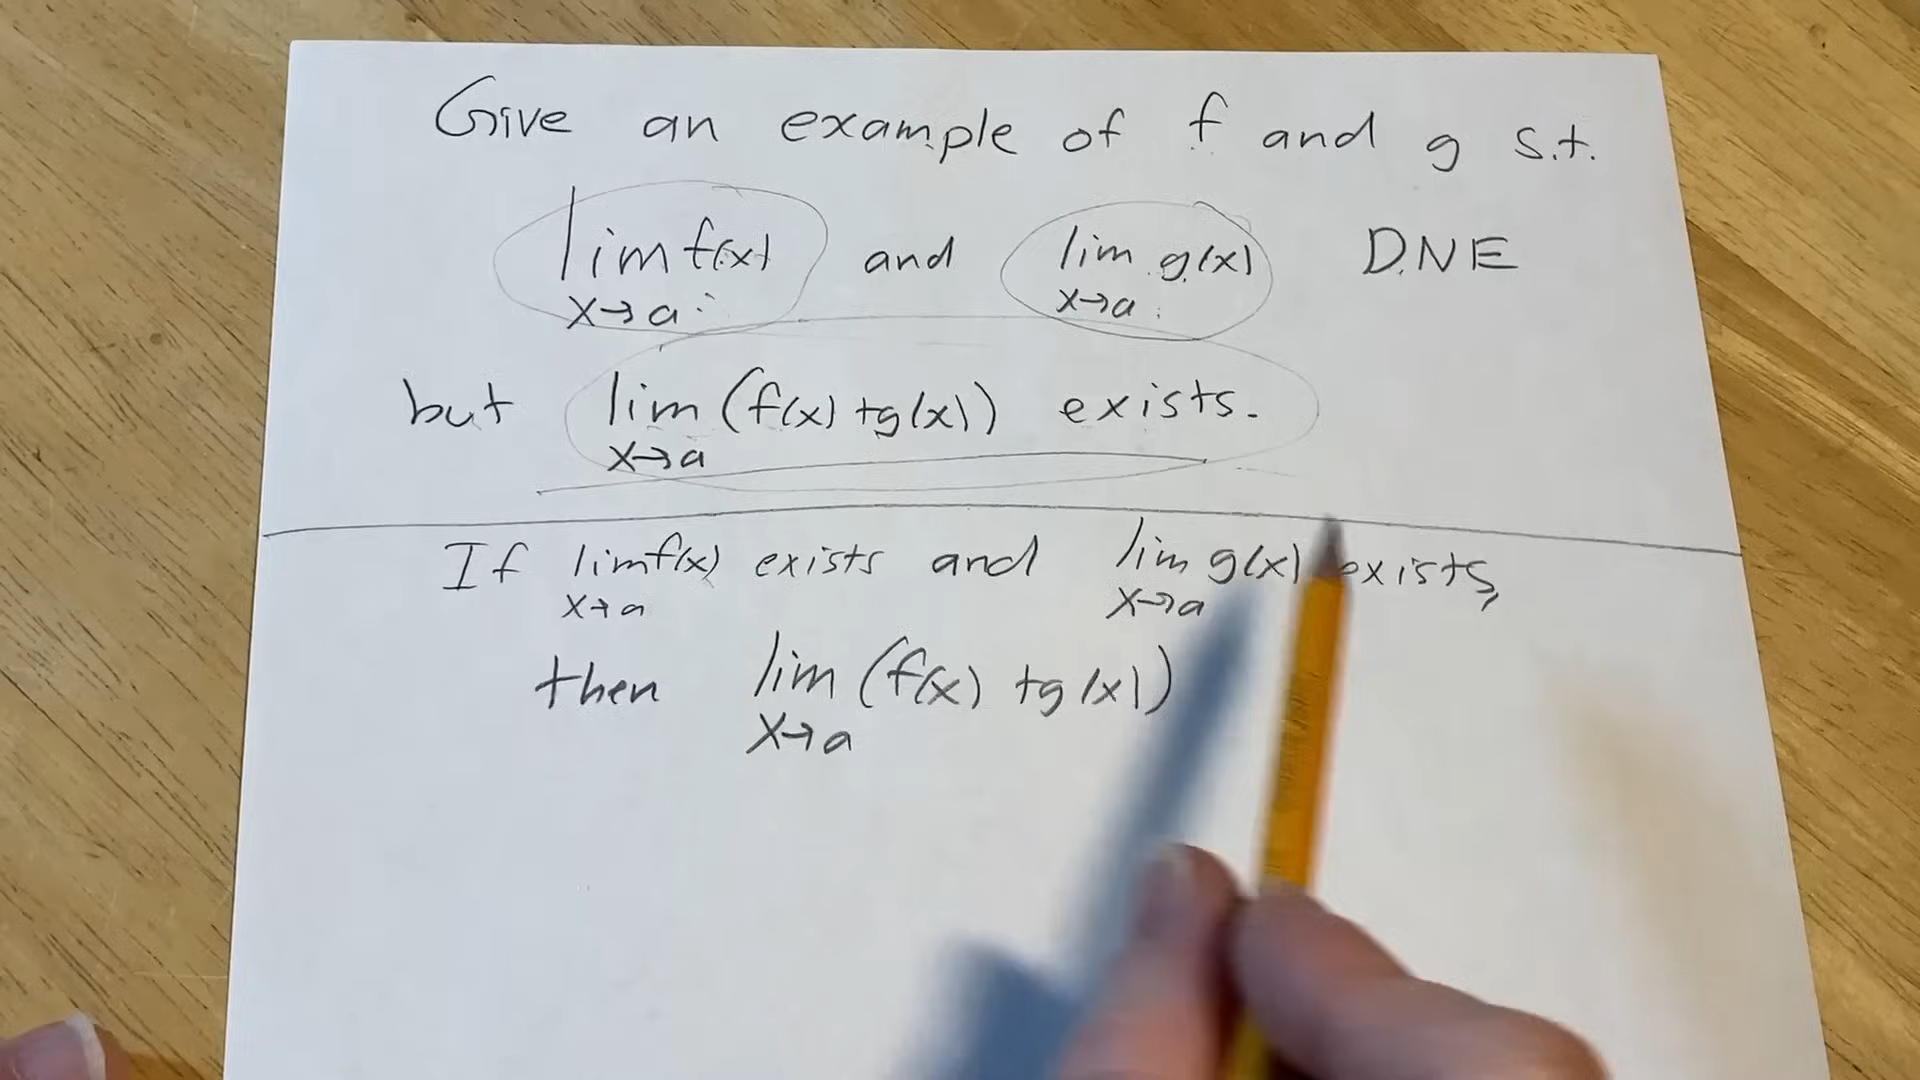 Give an example of f and g s.t.
lim f(x) and lim g(x) DNE
x→a x→a
but lim (f(x) + g(x)) exists.
x→a
If lim f(x) exists and lim g(x) exists,
x→a x→a
then lim (f(x) + g(x))
x→a